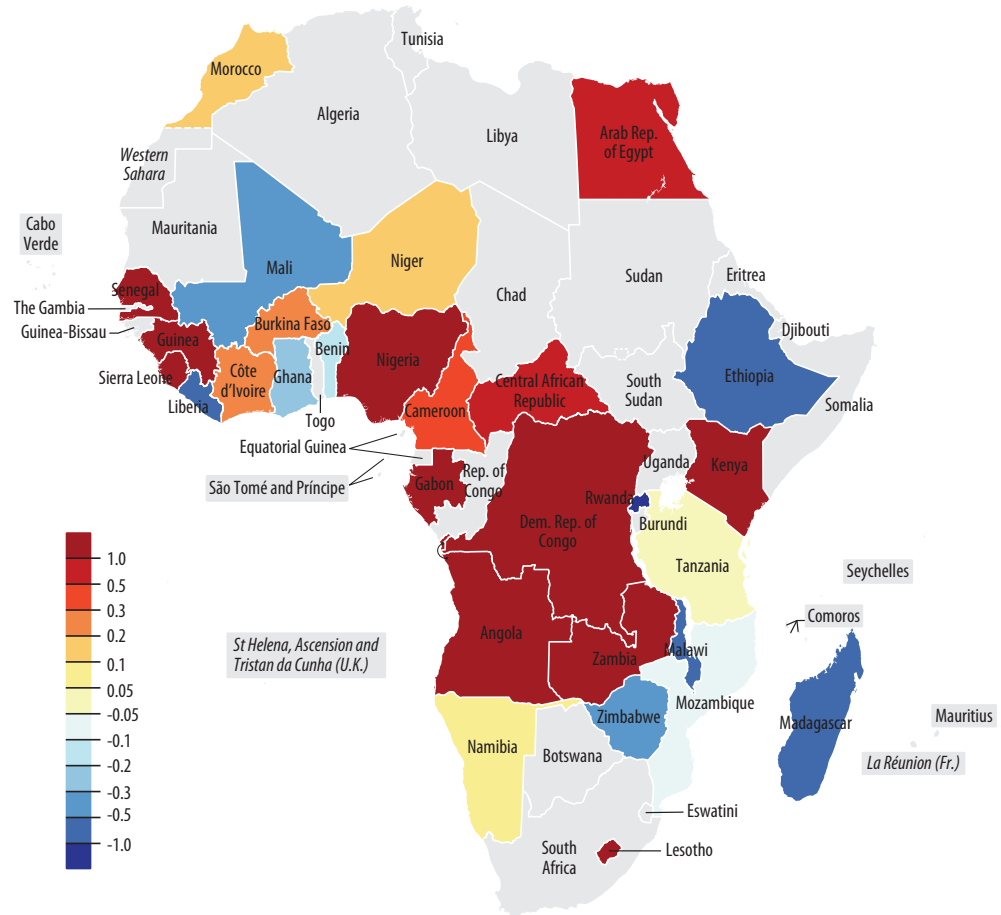 Tunisia
Morocco
Algeria
Libya
Arab Rep.
of Egypt
Western
Sahara
Cabo
Verde
Mauritania
Mali
Niger
Chad
Sudan
Eritrea
Senegal
The Gambia
Guinea-Bissau
Guinea
Burkina Faso
Benin
Nigeria
Djibouti
Sierra Leone
Côte
d'Ivoire
Ghana
Central African
Republic
South
Sudan
Ethiopia
Somalia
Liberia
Togo
Cameroon
Equatorial Guinea
São Tomé and Príncipe
Gabon
Rep. of
Congo
Uganda
Kenya
Rwanda
Dem. Rep. of
Congo
Burundi
Tanzania
Seychelles
Comoros
1.0
0.5
0.3
0.2
0.1
0.05
-0.05
-0.1
-0.2
-0.3
-0.5
-1.0
St Helena, Ascension and
Tristan da Cunha (U.K.)
Angola
Zambia
Malawi
Mozambique
Zimbabwe
Madagascar
Mauritius
La Réunion (Fr.)
Namibia
Botswana
Eswatini
South
Africa
Lesotho